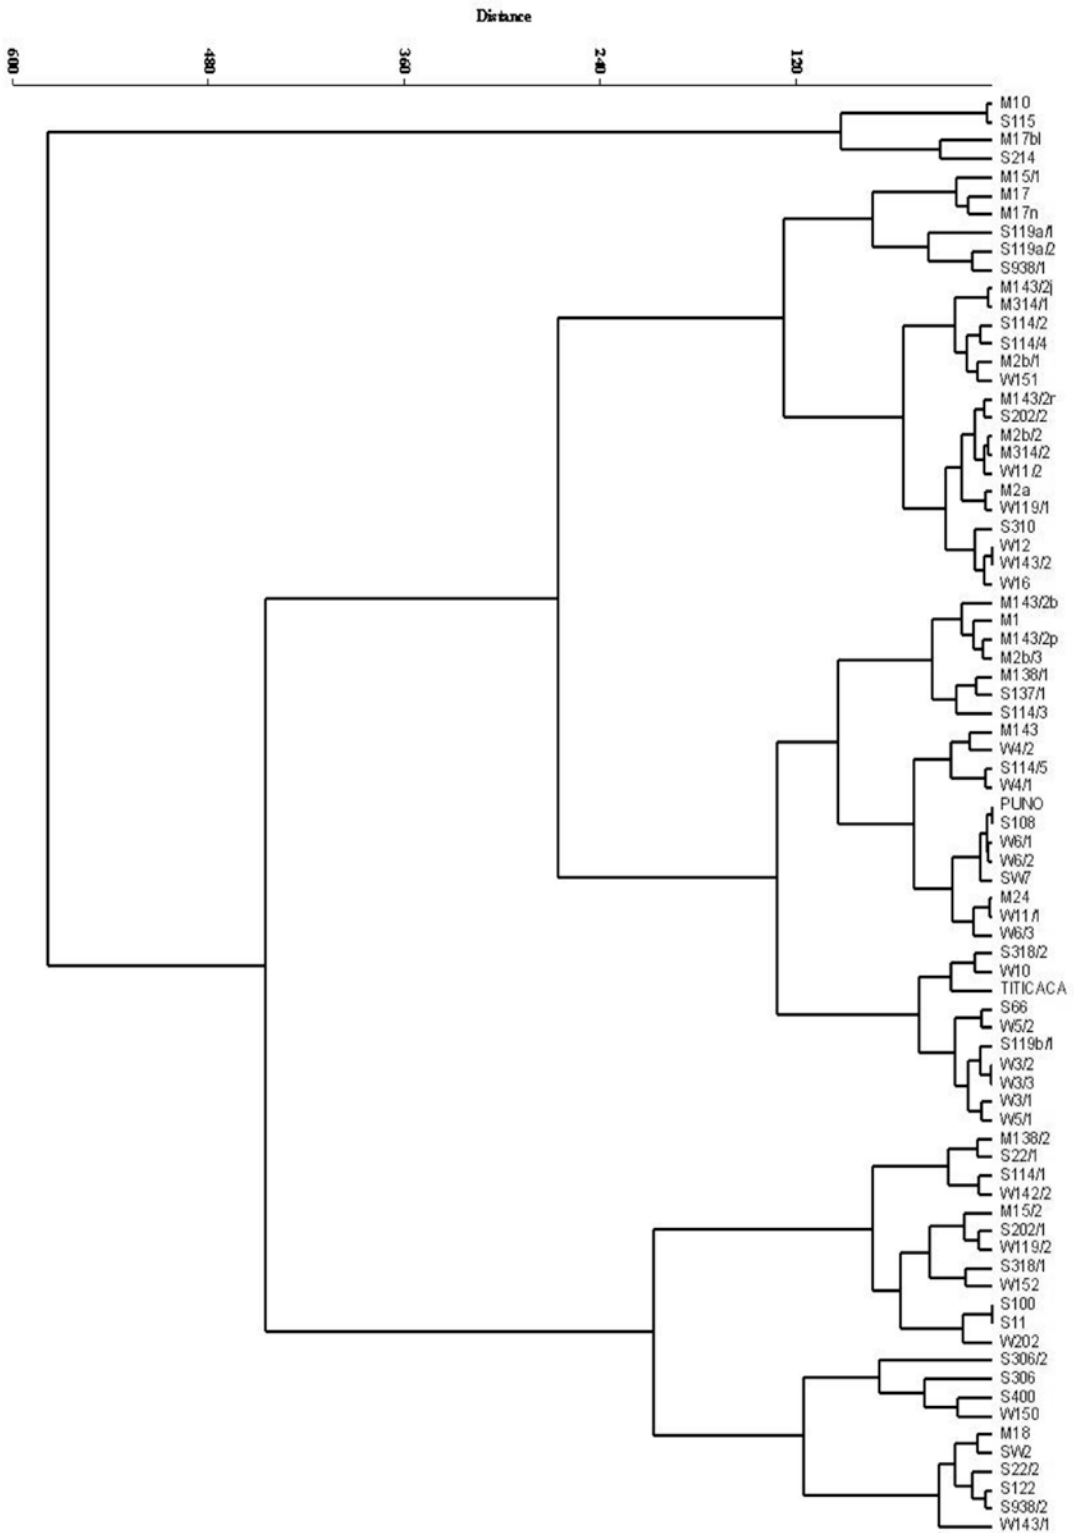 Distance
600
480
360
240
120
M10
S115
M17bl
S214
M15/1
M17
M17n
S119a/1
S119a/2
S938/1
M143/2j
M314/1
S114/2
S114/4
M2b/1
W151
M143/2r
S202/2
M2b/2
M314/2
W11/2
M2a
W119/1
S310
W12
W143/2
W16
M143/2b
M1
M143/2p
M2b/3
M138/1
S137/1
S114/3
M143
W4/2
S114/5
W4/1
PUNO
S108
W6/1
W6/2
SW7
M24
W11/1
W6/3
S318/2
W10
TITICACA
S66
W5/2
S119b/1
W3/2
W3/3
W3/1
W5/1
M138/2
S22/1
S114/1
W142/2
M15/2
S202/1
W119/2
S318/1
W152
S100
S11
W202
S306/2
S306
S400
W150
M18
SW2
S22/2
S122
S938/2
W143/1